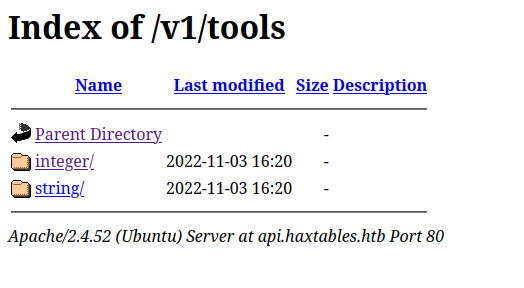 Index of /v1/tools
Name Last modified Size Description
Parent Directory -
integer/ 2022-11-03 16:20 -
string/ 2022-11-03 16:20 -
Apache/2.4.52 (Ubuntu) Server at api.haxtables.htb Port 80